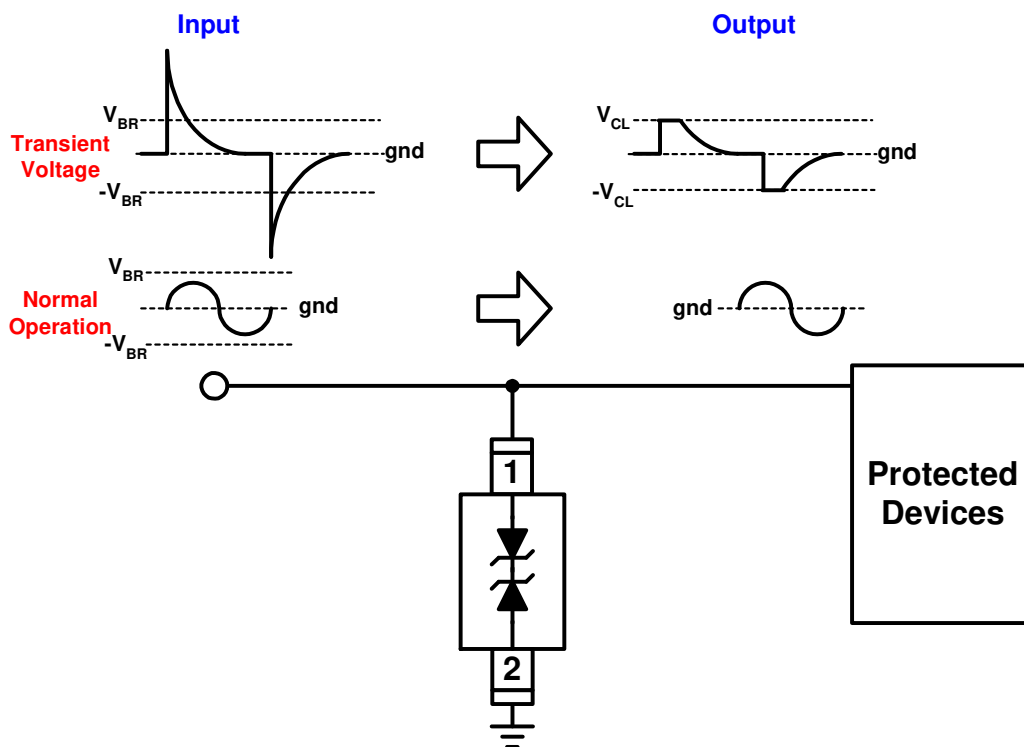 Input
Output
V_BR
Transient
Voltage
gnd
-V_BR
V_CL
gnd
-V_CL
V_BR
Normal
Operation
gnd
-V_BR
gnd
1
Protected
Devices
2